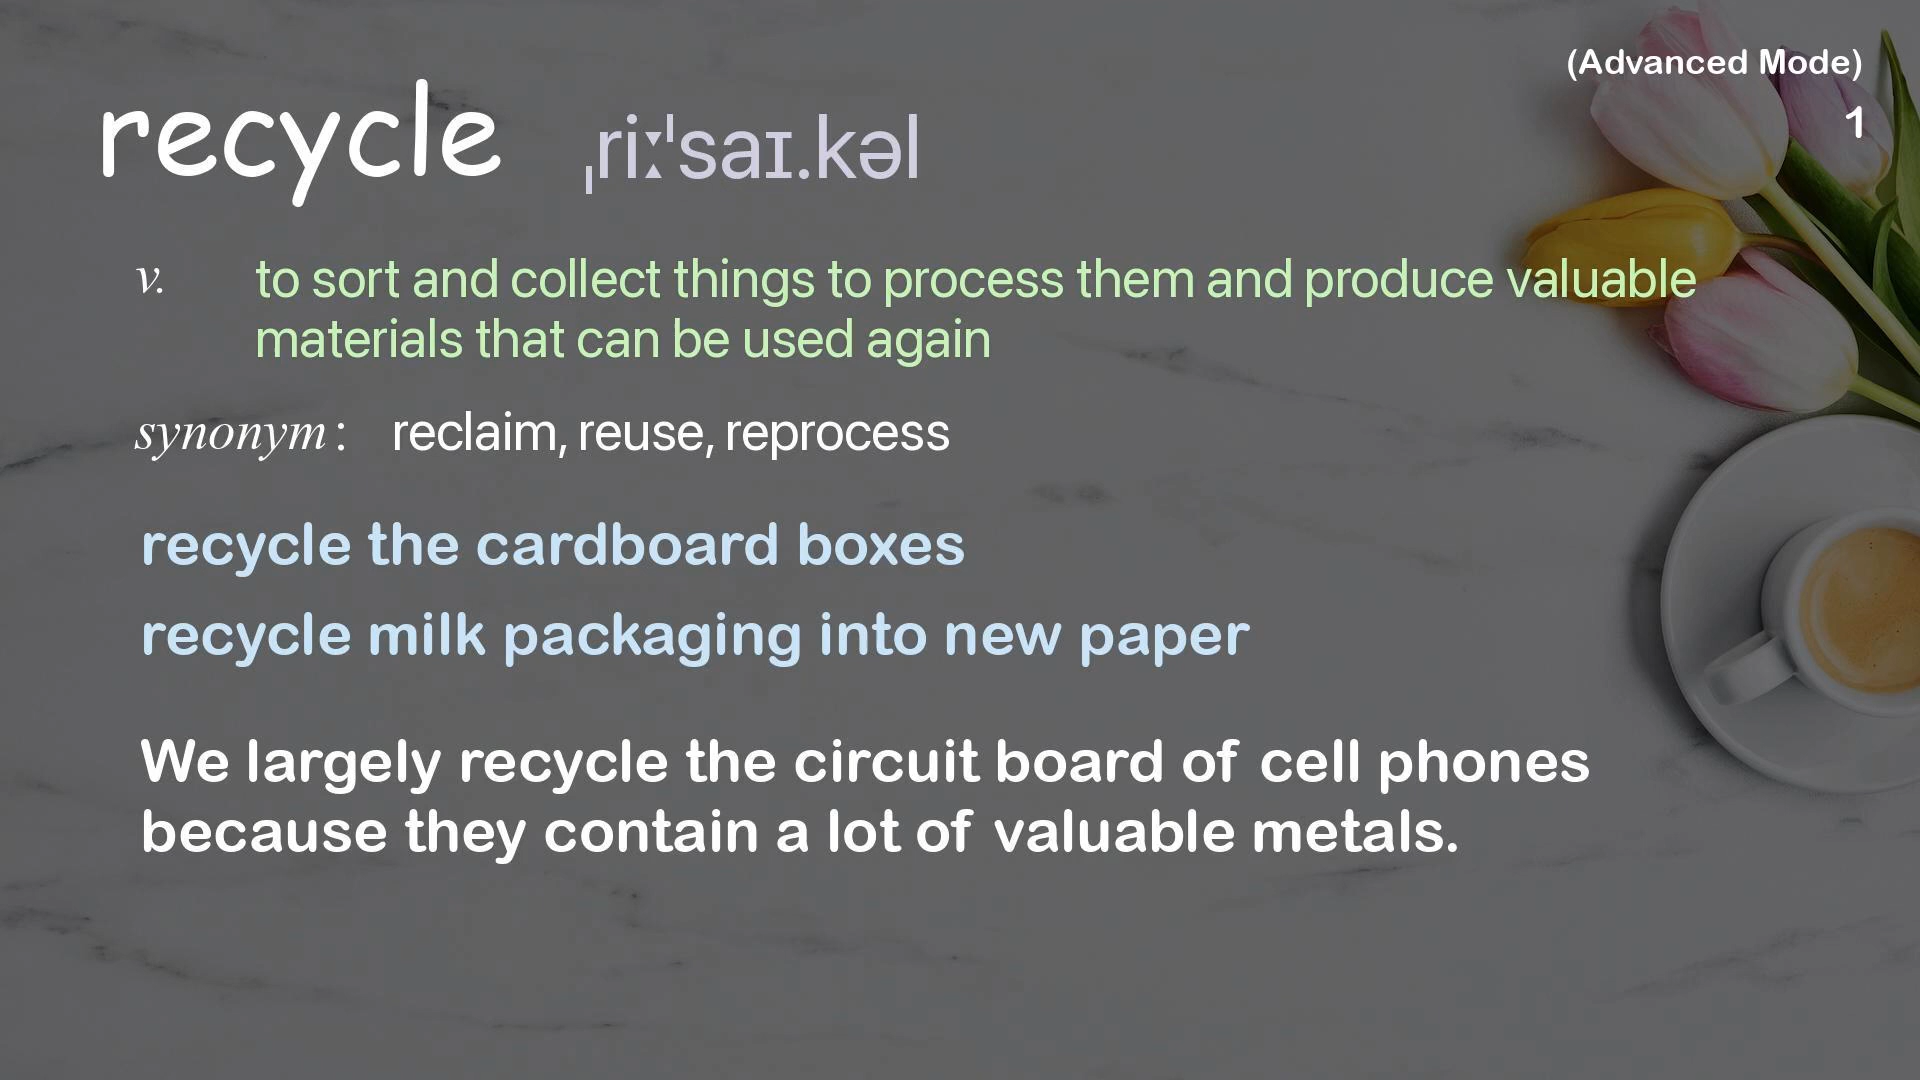 (Advanced Mode)
1
recycle ˌriːˈsaɪ.kəl
v. to sort and collect things to process them and produce valuable
materials that can be used again
synonym: reclaim, reuse, reprocess
recycle the cardboard boxes
recycle milk packaging into new paper
We largely recycle the circuit board of cell phones
because they contain a lot of valuable metals.